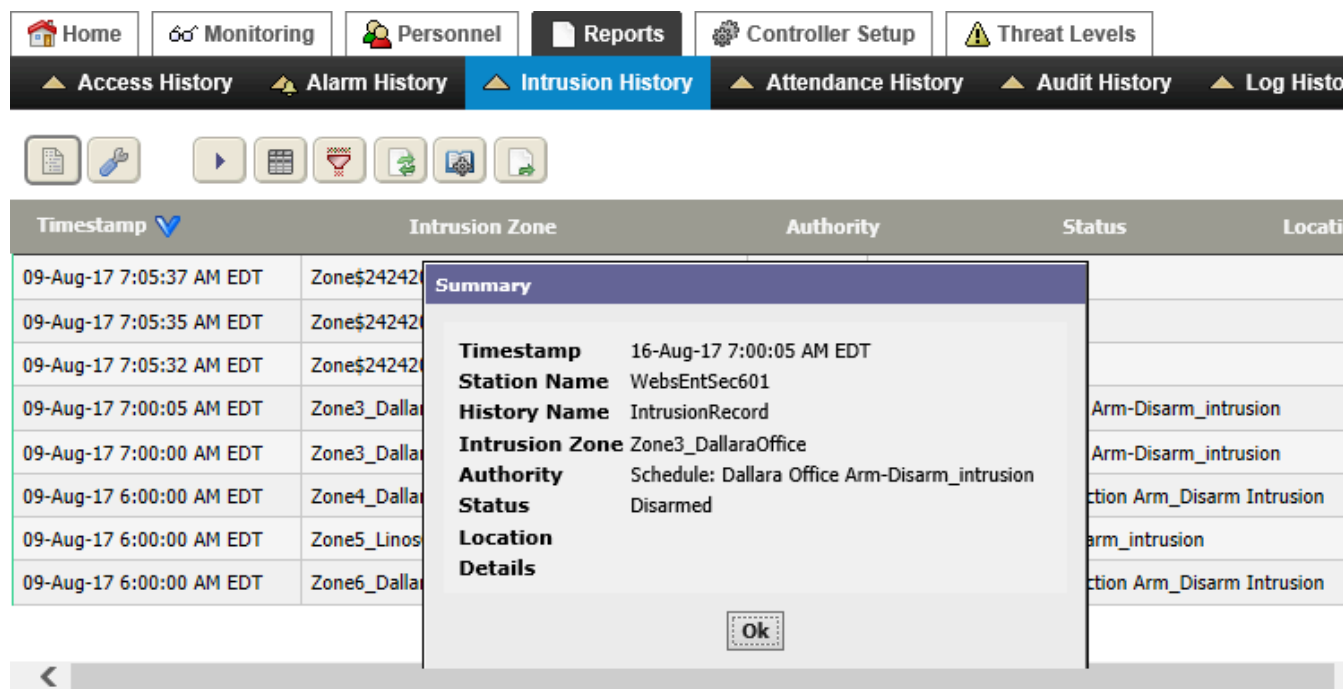 Home Monitoring Personnel Reports Controller Setup Threat Levels
Access History Alarm History Intrusion History Attendance History Audit History Log Histo
Timestamp Intrusion Zone Authority Status Locati
09-Aug-17 7:05:37 AM EDT Zone$24242
09-Aug-17 7:05:35 AM EDT Zone$24242
09-Aug-17 7:05:32 AM EDT Zone$24242
09-Aug-17 7:00:05 AM EDT Zone3_Dallar Arm-Disarm_intrusion
09-Aug-17 7:00:00 AM EDT Zone3_Dallar Arm-Disarm_intrusion
09-Aug-17 6:00:00 AM EDT Zone4_Dallar ction Arm_Disarm Intrusion
09-Aug-17 6:00:00 AM EDT Zone5_Linos arm_intrusion
09-Aug-17 6:00:00 AM EDT Zone6_Dallar ction Arm_Disarm Intrusion
Summary
Timestamp 16-Aug-17 7:00:05 AM EDT
Station Name WebsEntSec601
History Name IntrusionRecord
Intrusion Zone Zone3_DallaraOffice
Authority Schedule: Dallara Office Arm-Disarm_intrusion
Status Disarmed
Location
Details
Ok